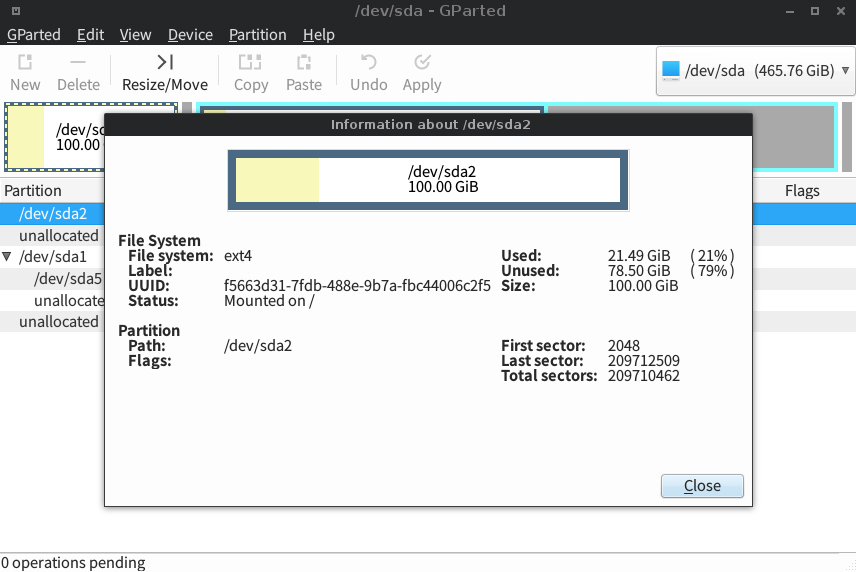 /dev/sda - GParted
GParted Edit View Device Partition Help
New Delete Resize/Move Copy Paste Undo Apply /dev/sda (465.76 GiB)
100.00
Information about /dev/sda2
/dev/sda2
100.00 GiB
Partition Flags
/dev/sda2
unallocated
/dev/sda1
/dev/sda5
unallocate
unallocated
File System
File system: ext4 Used: 21.49 GiB ( 21% )
Label: Unused: 78.50 GiB ( 79% )
UUID: f5663d31-7fdb-488e-9b7a-fbc44006c2f5 Size: 100.00 GiB
Status: Mounted on /
Partition
Path: /dev/sda2 First sector: 2048
Flags: Last sector: 209712509
Total sectors: 209710462
Close
0 operations pending